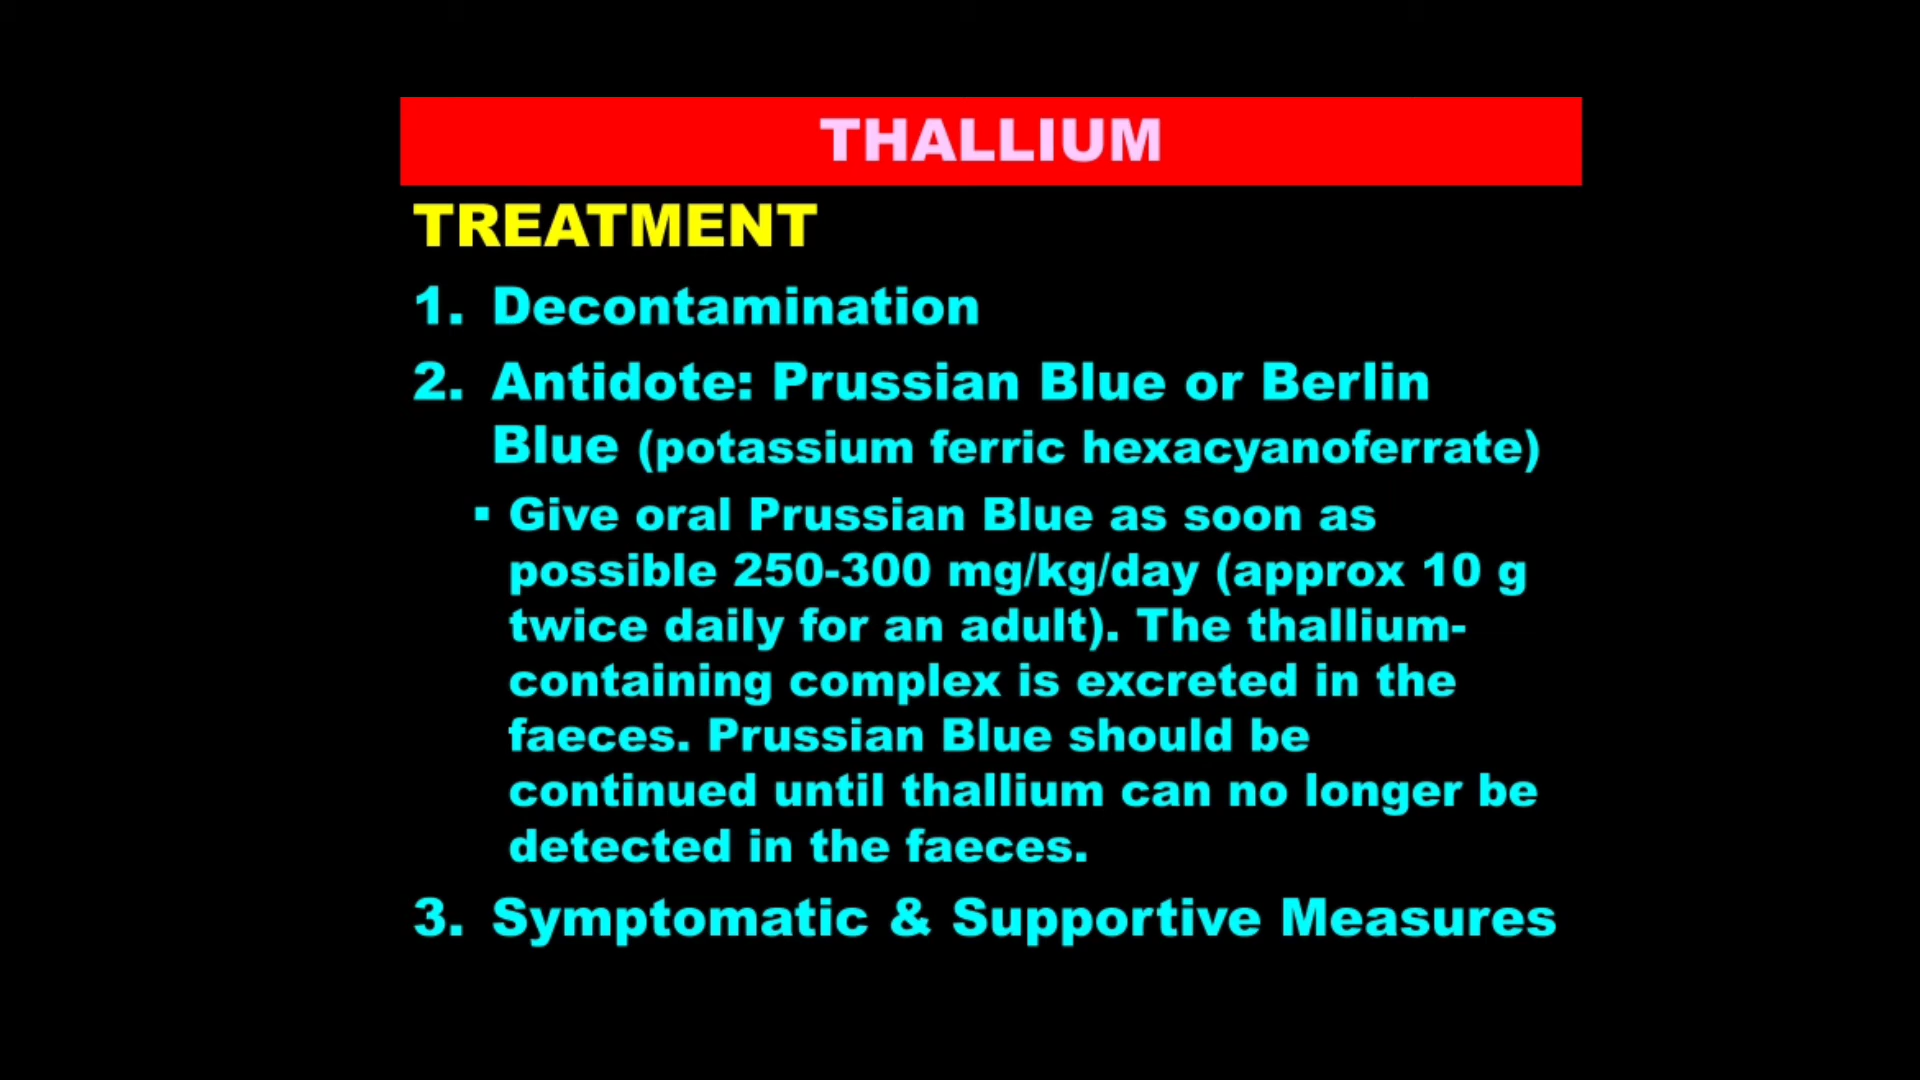 THALLIUM
TREATMENT
1. Decontamination
2. Antidote: Prussian Blue or Berlin
Blue (potassium ferric hexacyanoferrate)
▪ Give oral Prussian Blue as soon as
possible 250-300 mg/kg/day (approx 10 g
twice daily for an adult). The thallium-
containing complex is excreted in the
faeces. Prussian Blue should be
continued until thallium can no longer be
detected in the faeces.
3. Symptomatic & Supportive Measures